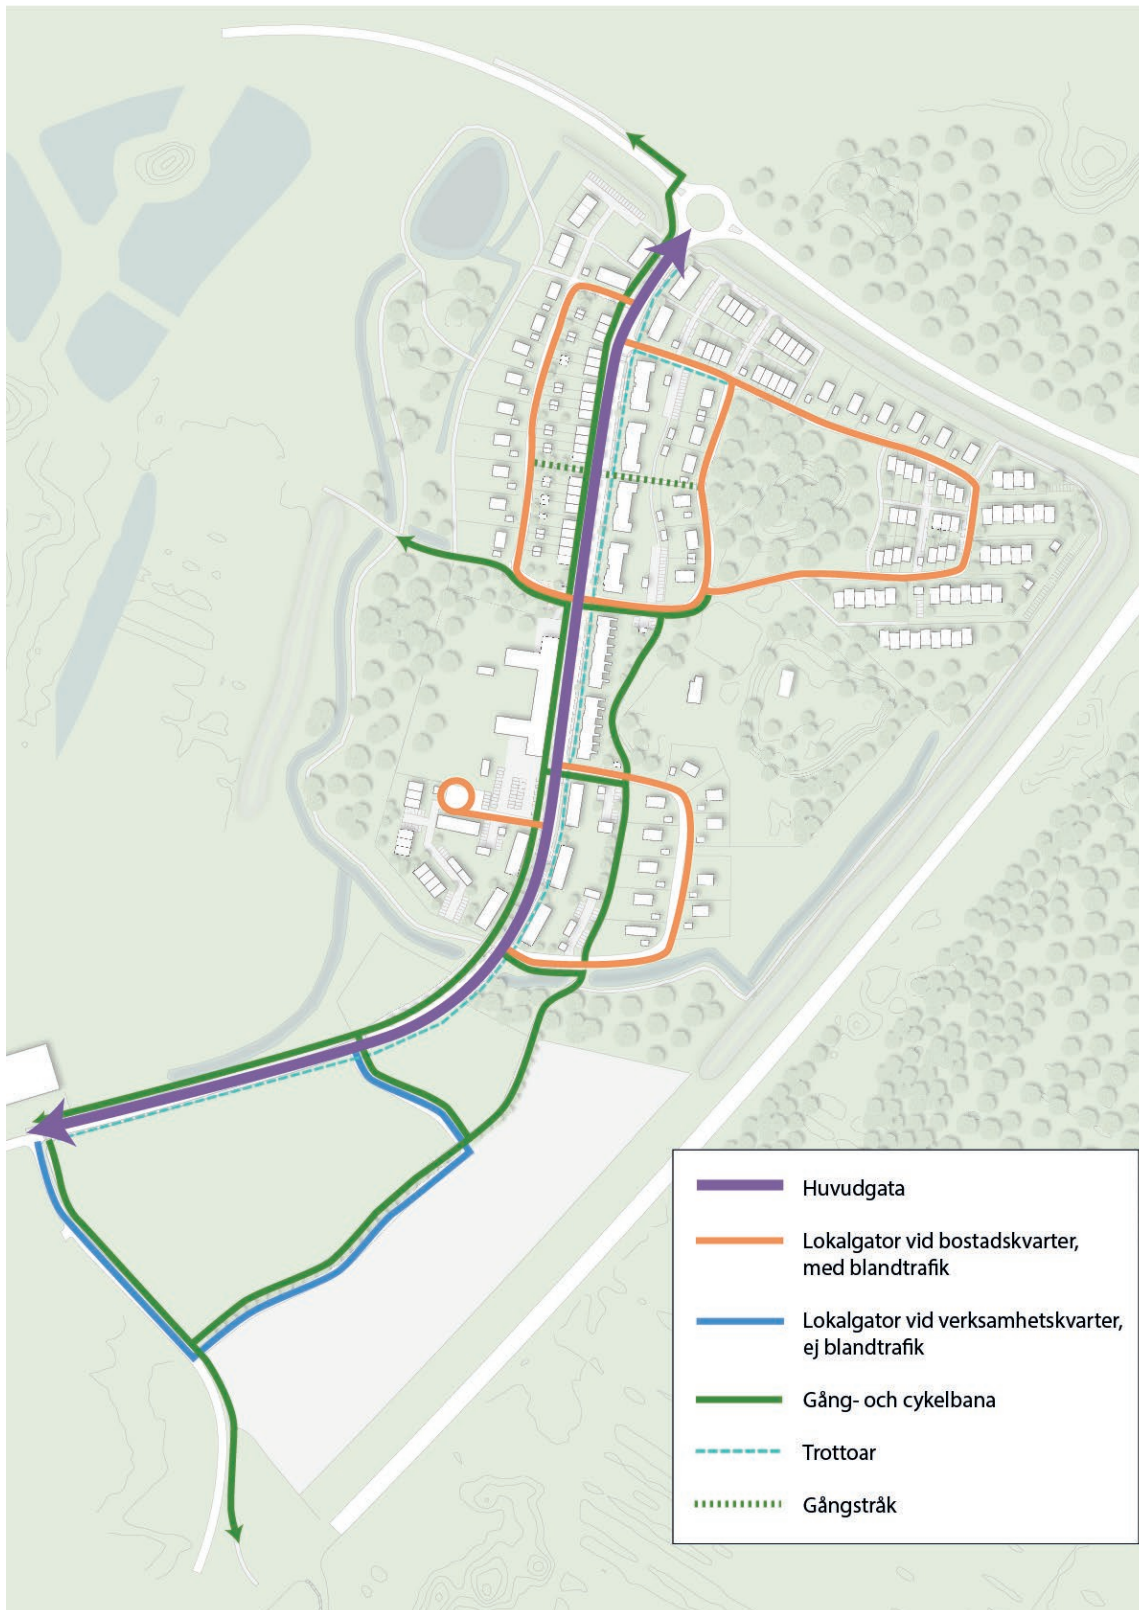 Huvudgata
Lokalgator vid bostadskvarter,
med blandtrafik
Lokalgator vid verksamhetskvarter,
ej blandtrafik
Gång- och cykelbana
Trottoar
Gångstråk